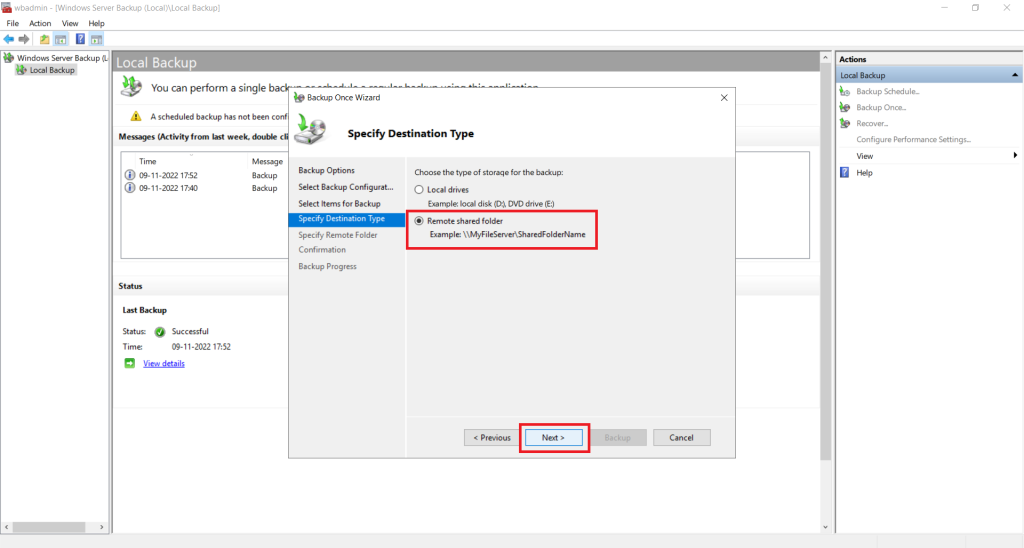 wbadmin - [Windows Server Backup (Local)\Local Backup]
File Action View Help
Windows Server Backup (L
Local Backup
Local Backup
You can perform a single backup or schedule a regular backup using this application
A scheduled backup has not been conf
Messages (Activity from last week, double cli
Time Message
09-11-2022 17:52 Backup
09-11-2022 17:40 Backup
Status
Last Backup
Status: Successful
Time: 09-11-2022 17:52
View details
Backup Once Wizard
Specify Destination Type
Backup Options
Select Backup Configurat...
Select Items for Backup
Specify Destination Type
Specify Remote Folder
Confirmation
Backup Progress
Choose the type of storage for the backup:
Local drives
Example: local disk (D:), DVD drive (E:)
Remote shared folder
Example: \\MyFileServer\SharedFolderName
< Previous Next > Backup Cancel
Actions
Local Backup
Backup Schedule...
Backup Once...
Recover...
Configure Performance Settings...
View
Help